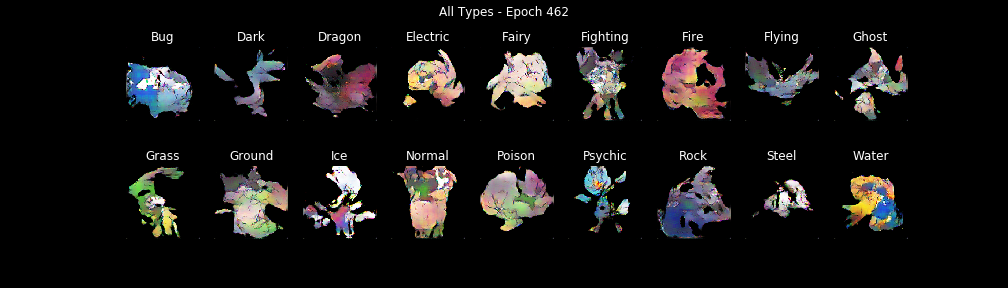 All Types - Epoch 462
Bug Dark Dragon Electric Fairy Fighting Fire Flying Ghost
Grass Ground Ice Normal Poison Psychic Rock Steel Water